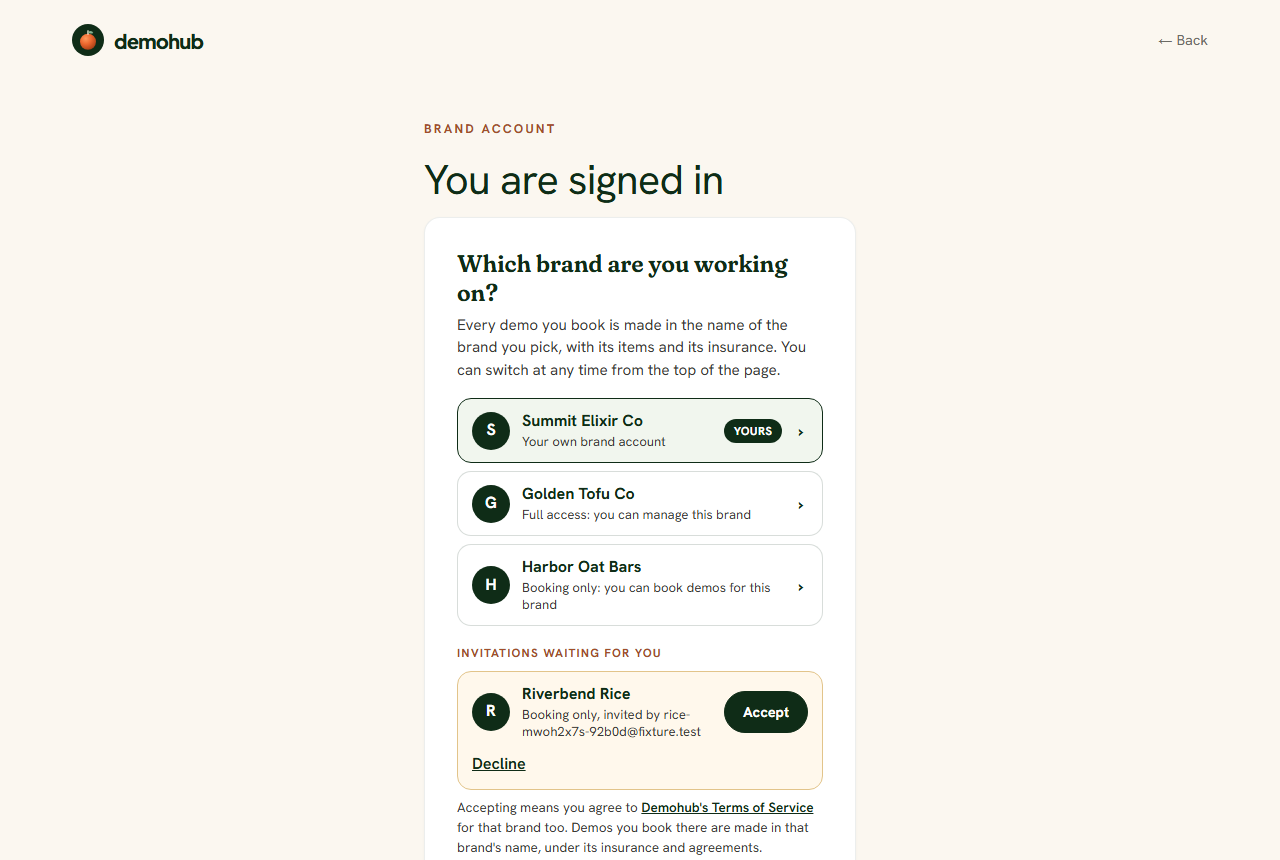 demohub
← Back
BRAND ACCOUNT
You are signed in
Which brand are you working
on?
Every demo you book is made in the name of the
brand you pick, with its items and its insurance. You
can switch at any time from the top of the page.
S
Summit Elixir Co
Your own brand account
YOURS
›
G
Golden Tofu Co
Full access: you can manage this brand
›
H
Harbor Oat Bars
Booking only: you can book demos for this
brand
›
INVITATIONS WAITING FOR YOU
R
Riverbend Rice
Booking only, invited by rice-
mwoh2x7s-92b0d@fixture.test
Accept
Decline
Accepting means you agree to Demohub's Terms of Service
for that brand too. Demos you book there are made in that
brand's name, under its insurance and agreements.